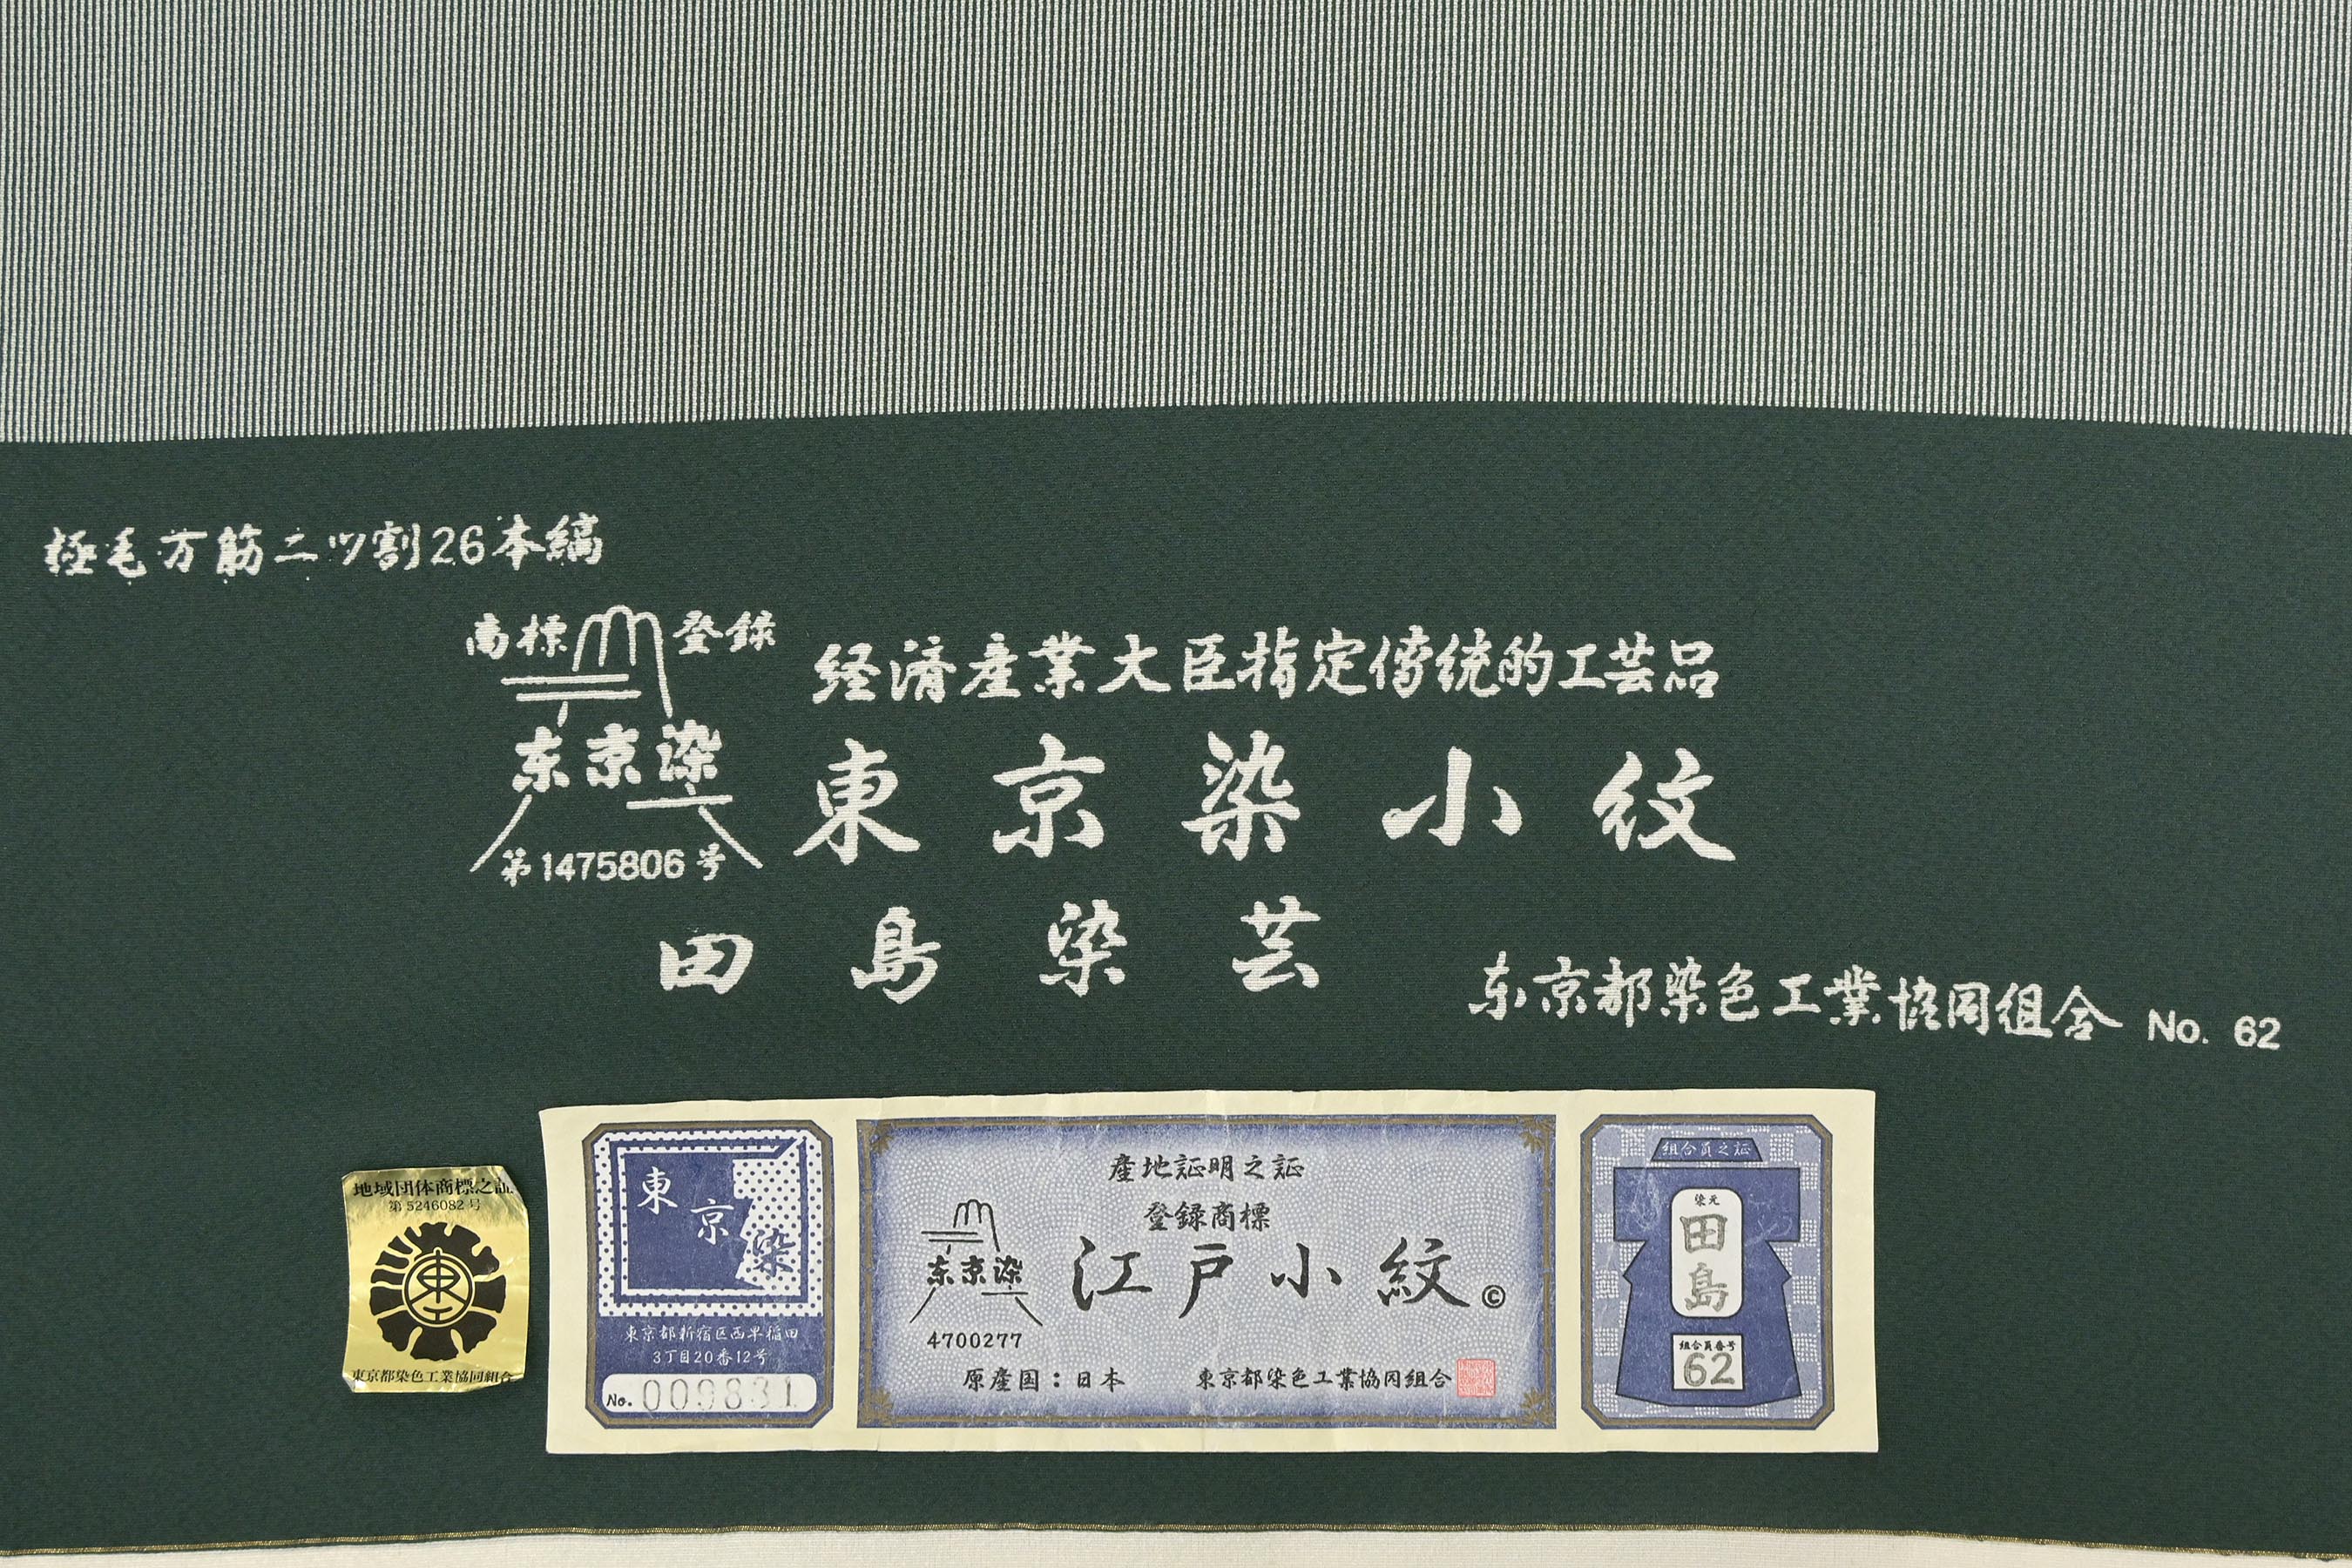 極毛万筋二ツ割26本縞
商標 登録
东京染
第1475806号
経済産業大臣指定傳統的工芸品
東京染小紋
田島染芸
东京都染色工業協同組合 No. 62
地域団体商標之証
第5246082号
東
工
東京都染色工業協同組合
東京染
東京都新宿区西早稲田
3丁目20番12号
No. 009831
産地証明之証
登録商標
东京染
4700277
江戸小紋©
原産国：日本 東京都染色工業協同組合
組合員之証
染元
田島
組合員番号
62